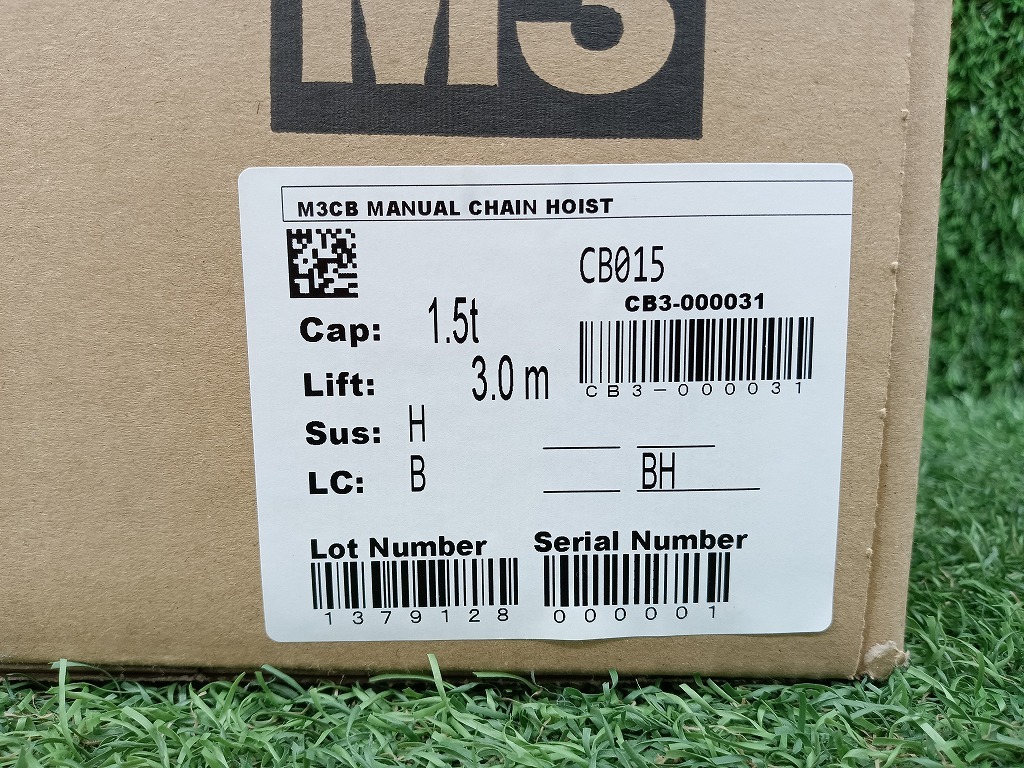 M3
M3CB MANUAL CHAIN HOIST
CB015
CB3-000031
CB3-000031
Cap: 1.5t
Lift: 3.0 m
Sus: H
LC: B
BH
Lot Number
1379128
Serial Number
000001